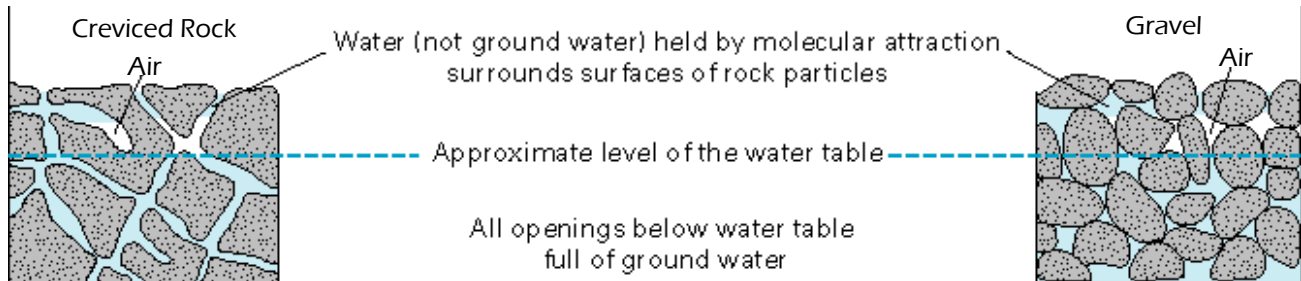 Creviced Rock
Gravel
Water (not ground water) held by molecular attraction
surrounds surfaces of rock particles
Air
Air
Approximate level of the water table
All openings below water table
full of ground water